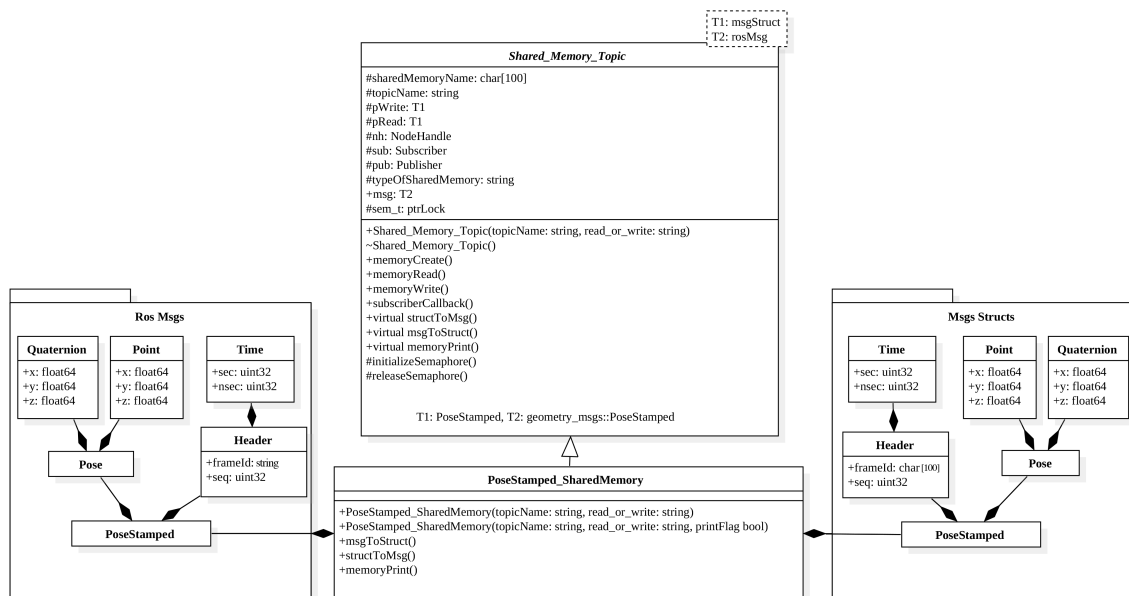 T1: msgStruct
T2: rosMsg
Shared_Memory_Topic
#sharedMemoryName: char[100]
#topicName: string
#pWrite: T1
#pRead: T1
#nh: NodeHandle
#sub: Subscriber
#pub: Publisher
#typeOfSharedMemory: string
+msg: T2
#sem_t: ptrLock
+Shared_Memory_Topic(topicName: string, read_or_write: string)
~Shared_Memory_Topic()
+memoryCreate()
+memoryRead()
+memoryWrite()
+subscriberCallback()
+virtual structToMsg()
+virtual msgToStruct()
+virtual memoryPrint()
#initializeSemaphore()
#releaseSemaphore()
T1: PoseStamped, T2: geometry_msgs::PoseStamped
Ros Msgs
Quaternion
+x: float64
+y: float64
+z: float64
Point
+x: float64
+y: float64
+z: float64
Time
+sec: uint32
+nsec: uint32
Header
+frameId: string
+seq: uint32
Pose
PoseStamped
PoseStamped_SharedMemory
+PoseStamped_SharedMemory(topicName: string, read_or_write: string)
+PoseStamped_SharedMemory(topicName: string, read_or_write: string, printFlag bool)
+msgToStruct()
+structToMsg()
+memoryPrint()
Msgs Structs
Time
+sec: uint32
+nsec: uint32
Point
+x: float64
+y: float64
+z: float64
Quaternion
+x: float64
+y: float64
+z: float64
Header
+frameId: char[100]
+seq: uint32
Pose
PoseStamped